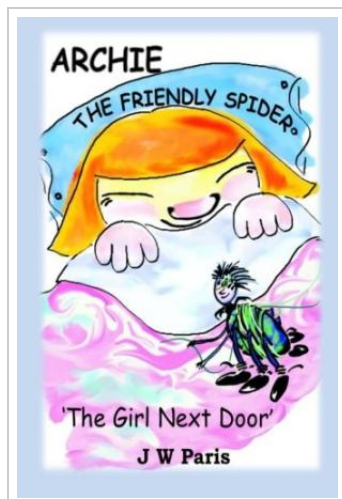 ARCHIE
THE FRIENDLY SPIDER
'The Girl Next Door'
J W Paris